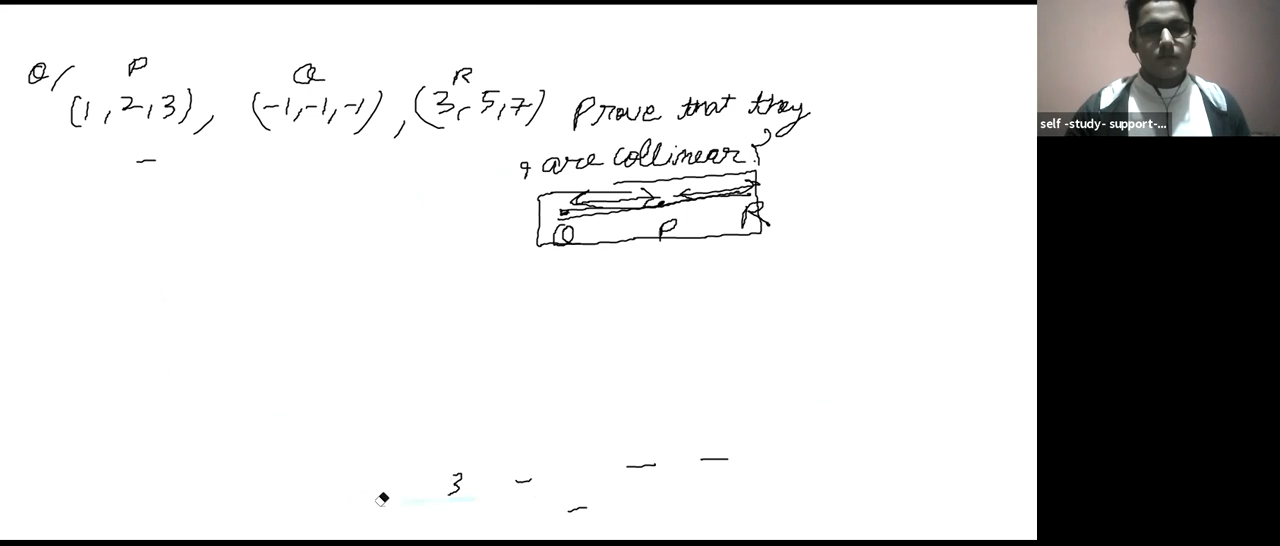 Q/ P Q R
(1, 2, 3), (-1, -1, -1), (3, 5, 7) Prove that they
are collinear?
Q P R
3
self -study- support-...